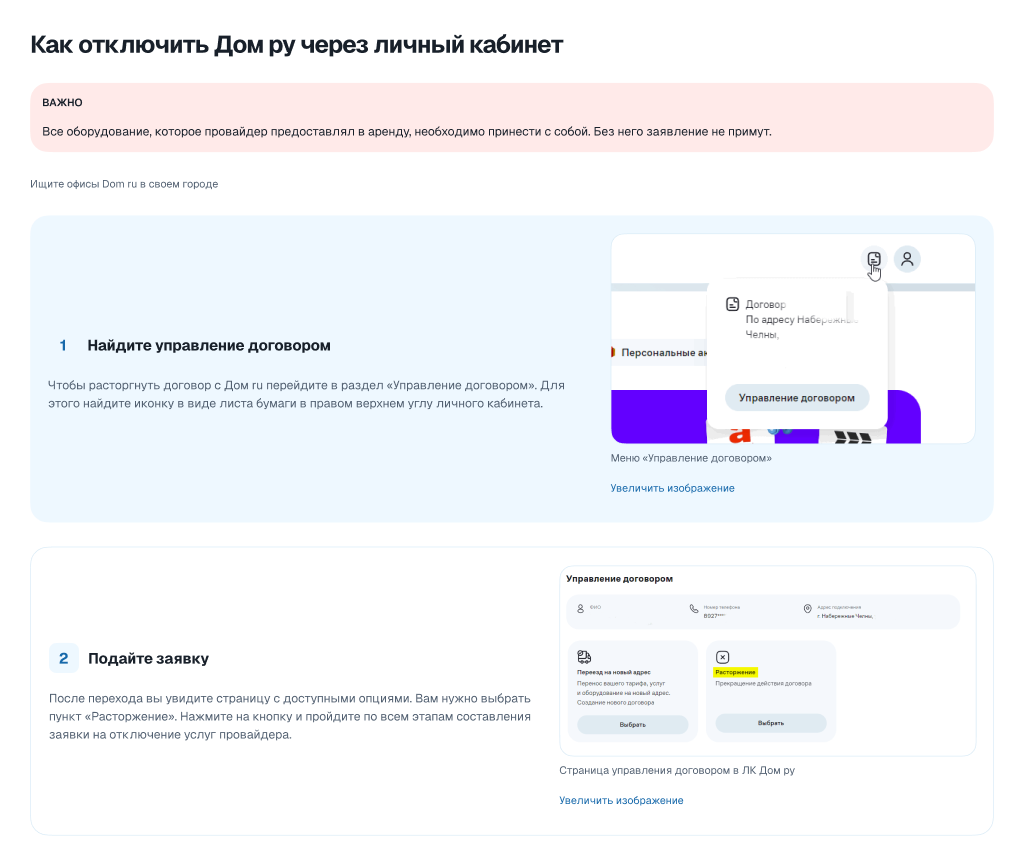 Как отключить Дом ру через личный кабинет
ВАЖНО
Все оборудование, которое провайдер предоставлял в аренду, необходимо принести с собой. Без него заявление не примут.
Ищите офисы Dom ru в своем городе
1 Найдите управление договором
Чтобы расторгнуть договор с Дом ru перейдите в раздел «Управление договором». Для
этого найдите иконку в виде листа бумаги в правом верхнем углу личного кабинета.
Договор
По адресу Набережные
Челны,
Персональные ак
Управление договором
Меню «Управление договором»
Увеличить изображение
2 Подайте заявку
После перехода вы увидите страницу с доступными опциями. Вам нужно выбрать
пункт «Расторжение». Нажмите на кнопку и пройдите по всем этапам составления
заявки на отключение услуг провайдера.
Управление договором
ФИО
Номер телефона
8927****
Адрес подключения
г. Набережные Челны,
Переезд на новый адрес
Перенос вашего тарифа, услуг
и оборудование на новый адрес.
Создание нового договора
Выбрать
Расторжение
Прекращение действия договора
Выбрать
Страница управления договором в ЛК Дом ру
Увеличить изображение